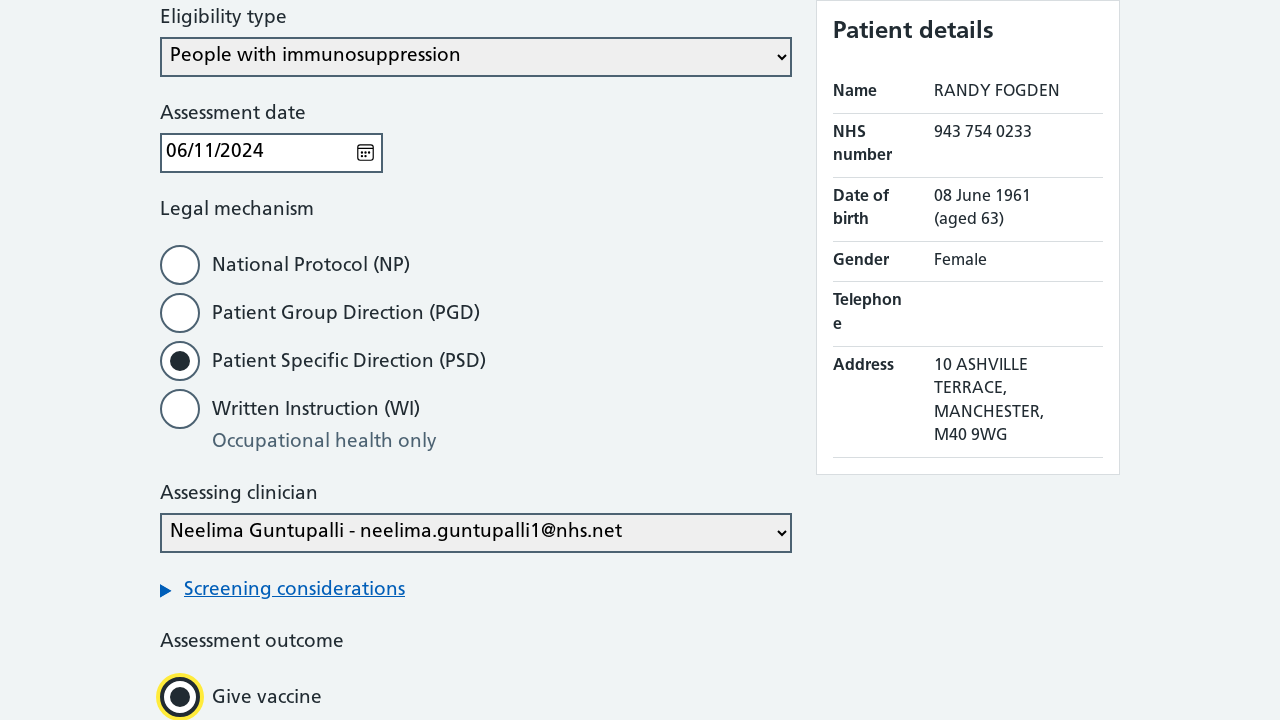 Eligibility type
People with immunosuppression
Assessment date
06/11/2024
Legal mechanism
National Protocol (NP)
Patient Group Direction (PGD)
Patient Specific Direction (PSD)
Written Instruction (WI)
Occupational health only
Assessing clinician
Neelima Guntupalli - neelima.guntupalli1@nhs.net
Screening considerations
Assessment outcome
Give vaccine
Patient details
Name RANDY FOGDEN
NHS 943 754 0233
number
Date of 08 June 1961
birth (aged 63)
Gender Female
Telephon
e
Address 10 ASHVILLE
TERRACE,
MANCHESTER,
M40 9WG